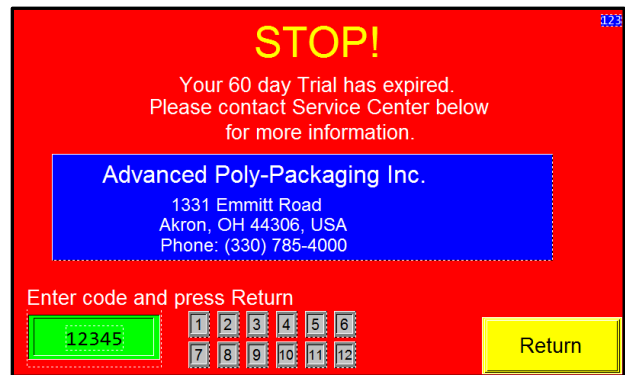 123
STOP!
Your 60 day Trial has expired.
Please contact Service Center below
for more information.
Advanced Poly-Packaging Inc.
1331 Emmitt Road
Akron, OH 44306, USA
Phone: (330) 785-4000
Enter code and press Return
12345
1 2 3 4 5 6
7 8 9 10 11 12
Return